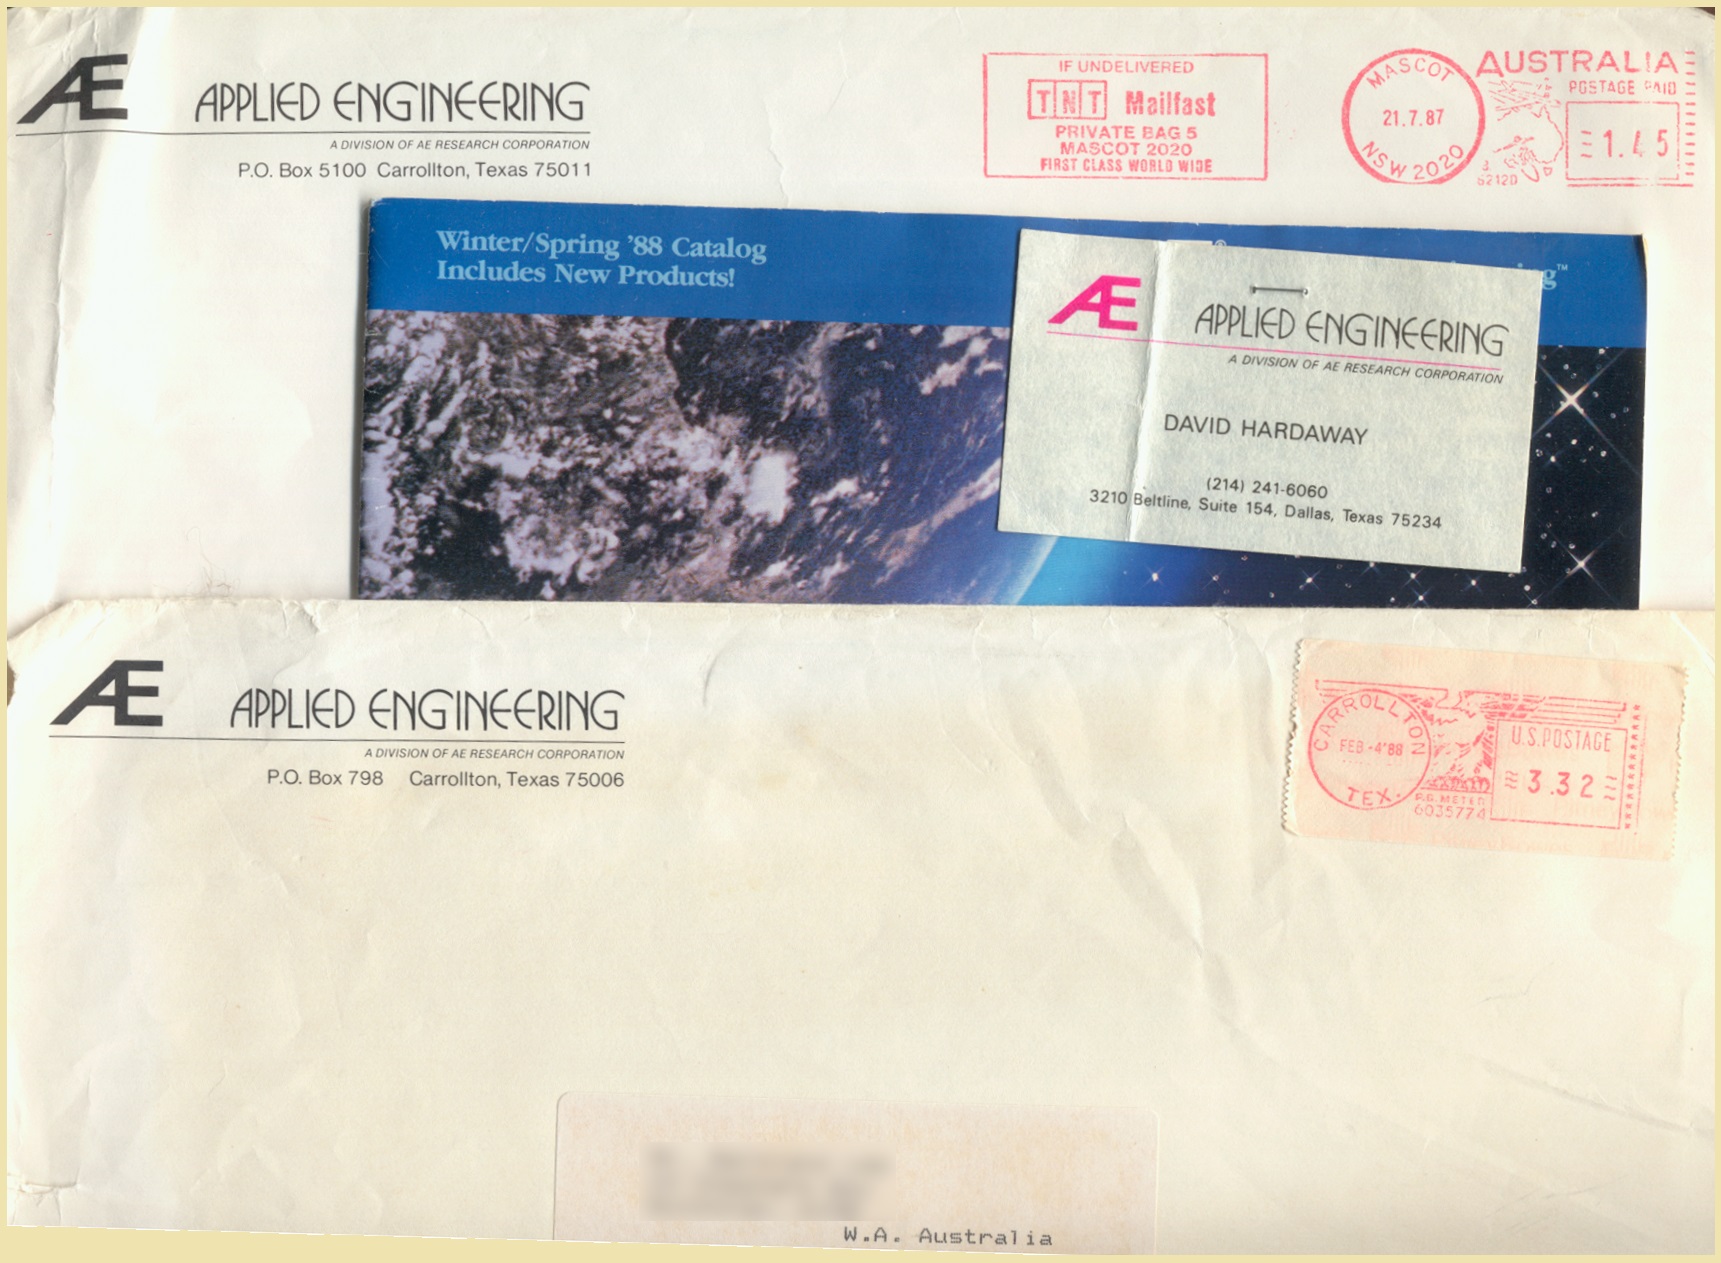 Æ APPLIED ENGINEERING
A DIVISION OF AE RESEARCH CORPORATION
P.O. Box 5100 Carrollton, Texas 75011
IF UNDELIVERED
TNT Mailfast
PRIVATE BAG 5
MASCOT 2020
FIRST CLASS WORLD WIDE
MASCOT
21.7.87
NSW 2020
AUSTRALIA
POSTAGE PAID
1.45
Winter/Spring '88 Catalog
Includes New Products!
g™
Æ APPLIED ENGINEERING
A DIVISION OF AE RESEARCH CORPORATION
DAVID HARDAWAY
(214) 241-6060
3210 Beltline, Suite 154, Dallas, Texas 75234
Æ APPLIED ENGINEERING
A DIVISION OF AE RESEARCH CORPORATION
P.O. Box 798 Carrollton, Texas 75006
CARROLLTON
FEB.-4'88
TEX.
P.B. METER
6035774
U.S. POSTAGE
3.32
W.A. Australia